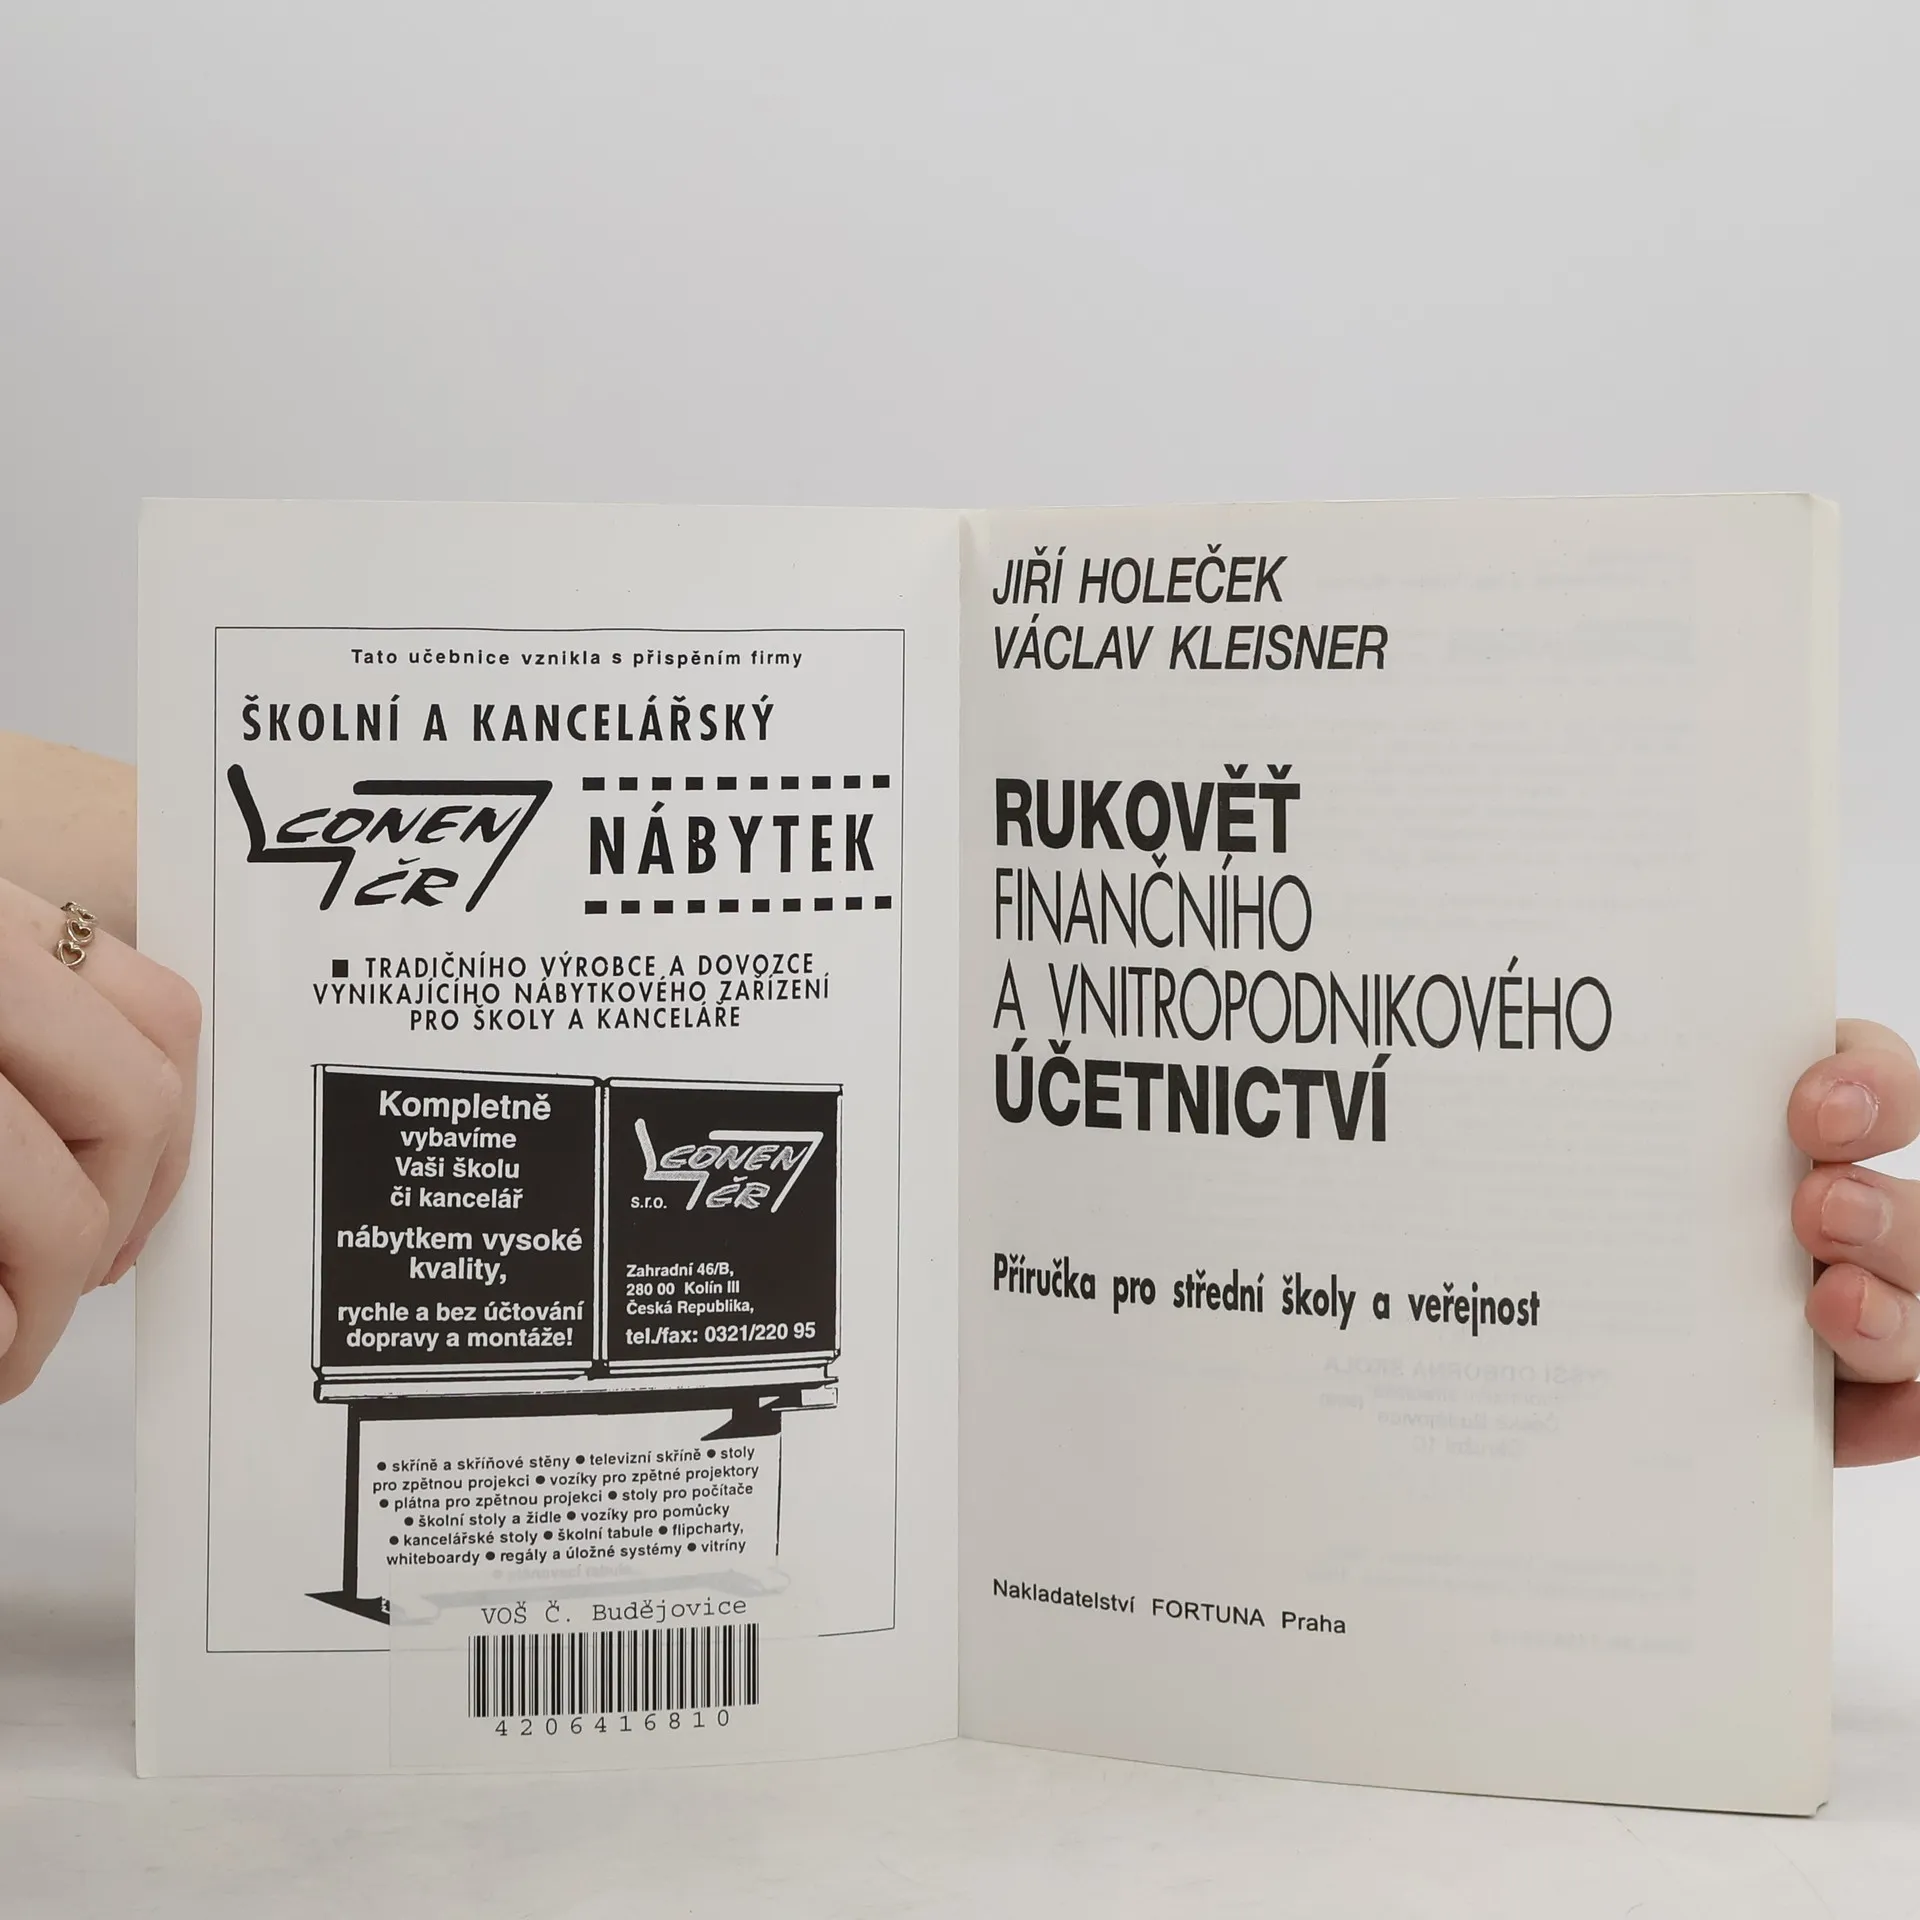 Tato učebnice vznikla s přispěním firmy
ŠKOLNÍ A KANCELÁŘSKÝ
CONEN
ČR
NÁBYTEK
■ TRADIČNÍHO VÝROBCE A DOVOZCE
VYNIKAJÍCÍHO NÁBYTKOVÉHO ZAŘÍZENÍ
PRO ŠKOLY A KANCELÁŘE
Kompletně
vybavíme
Vaši školu
či kancelář
nábytkem vysoké
kvality,
rychle a bez účtování
dopravy a montáže!
CONEN
s.r.o. ČR
Zahradní 46/B,
280 00 Kolín III
Česká Republika,
tel./fax: 0321/220 95
● skříně a skříňové stěny ● televizní skříně ● stoly
pro zpětnou projekci ● vozíky pro zpětné projektory
● plátna pro zpětnou projekci ● stoly pro počítače
● školní stoly a židle ● vozíky pro pomůcky
● kancelářské stoly ● školní tabule ● flipcharty,
whiteboardy ● regály a úložné systémy ● vitríny
VOŠ Č. Budějovice
4206416810
JIŘÍ HOLEČEK
VÁCLAV KLEISNER
RUKOVĚŤ
FINANČNÍHO
A VNITROPODNIKOVÉHO
ÚČETNICTVÍ
Příručka pro střední školy a veřejnost
Nakladatelství FORTUNA Praha